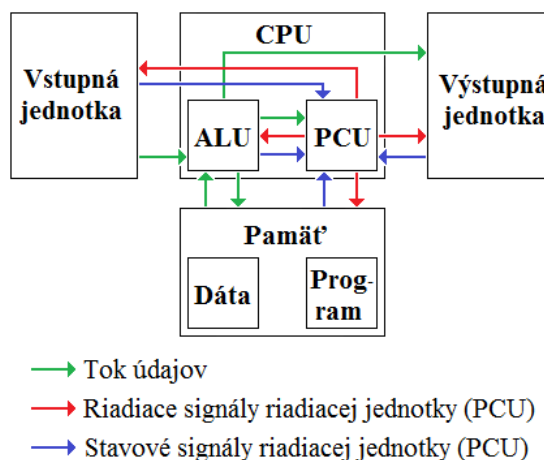 CPU
Vstupná
jednotka
Výstupná
jednotka
ALU
PCU
Pamäť
Dáta
Prog-
ram
Tok údajov
Riadiace signály riadiacej jednotky (PCU)
Stavové signály riadiacej jednotky (PCU)